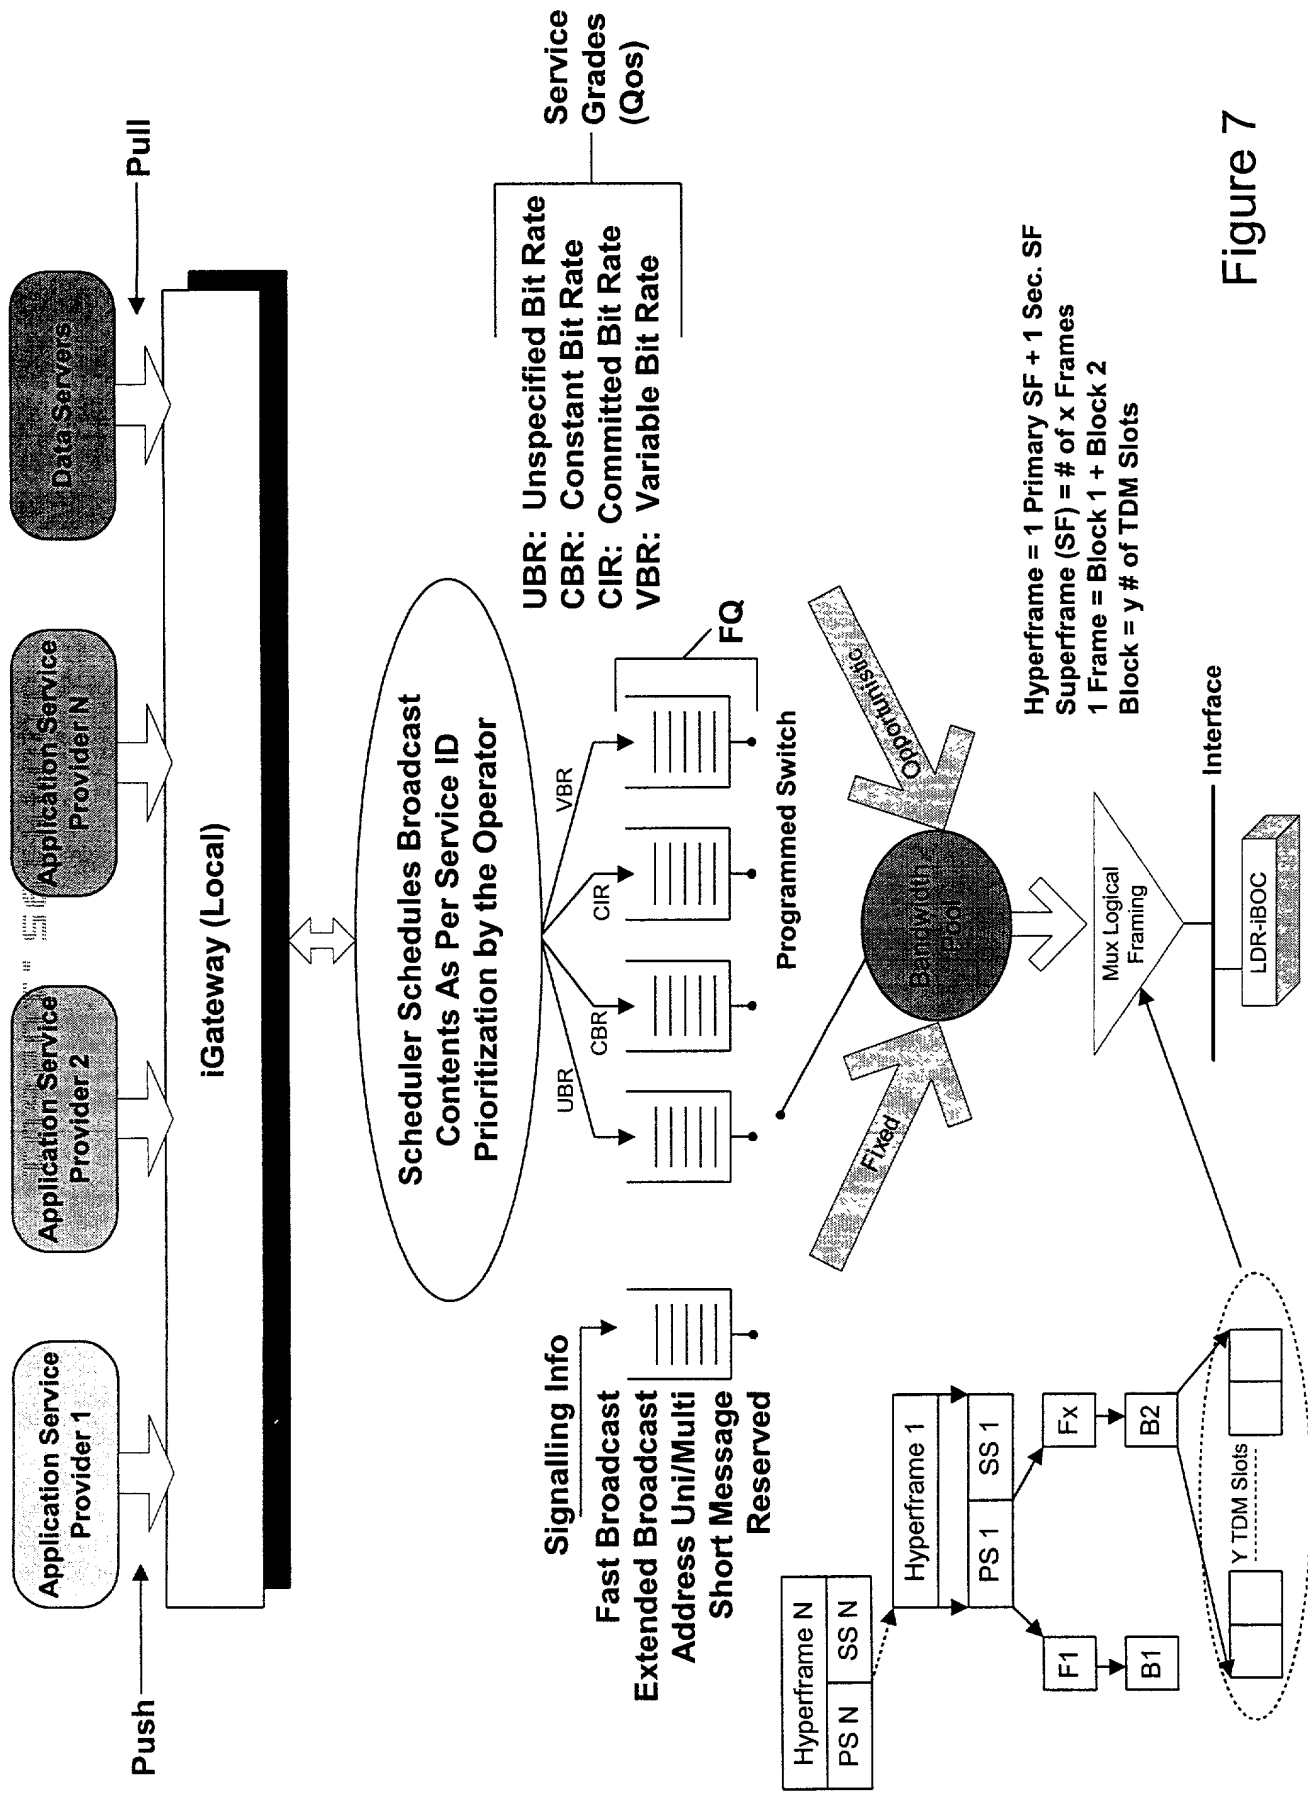 Application Service
Provider 1
Application Service
Provider 2
Application Service
Provider N
Data Servers
Push
Pull
iGateway (Local)
Scheduler Schedules Broadcast
Contents As Per Service ID
Prioritization by the Operator
Signalling Info
Fast Broadcast
Extended Broadcast
Address Uni/Multi
Short Message
Reserved
UBR
CBR
CIR
VBR
FQ
UBR: Unspecified Bit Rate
CBR: Constant Bit Rate
CIR: Committed Bit Rate
VBR: Variable Bit Rate
Service
Grades
(Qos)
Programmed Switch
Fixed
Bandwidth
Pool
Opportunistic
Hyperframe N
PS N
SS N
Hyperframe 1
PS 1
SS 1
F1
Fx
B1
B2
Y TDM Slots
Mux Logical
Framing
Interface
LDR-iBOC
Hyperframe = 1 Primary SF + 1 Sec. SF
Superframe (SF) = # of x Frames
1 Frame = Block 1 + Block 2
Block = y # of TDM Slots
Figure 7